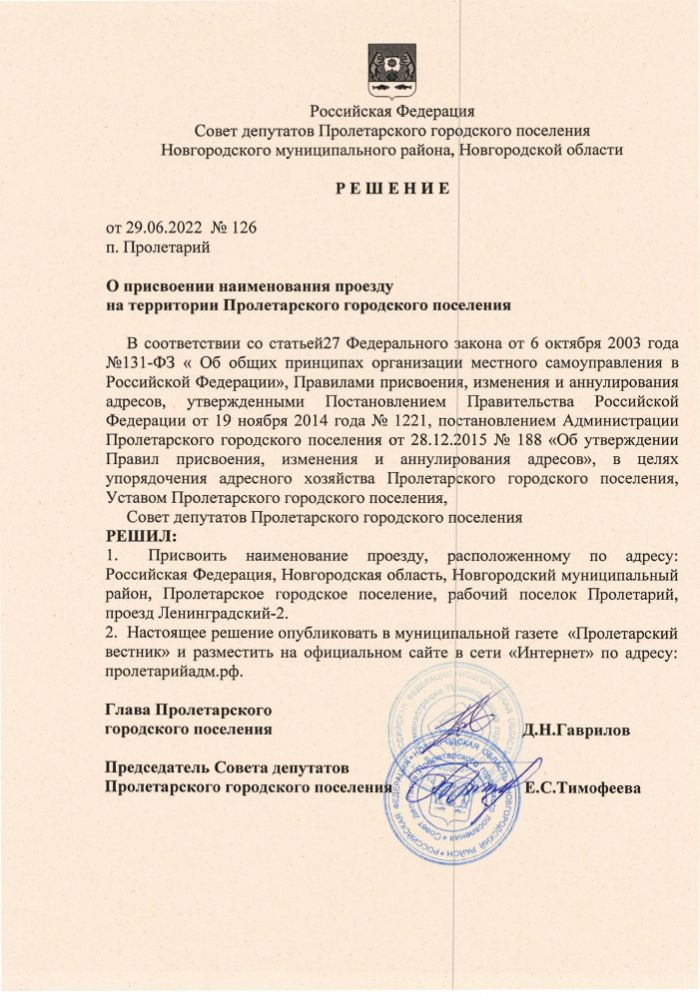 Российская Федерация
Совет депутатов Пролетарского городского поселения
Новгородского муниципального района, Новгородской области
Р Е Ш Е Н И Е
от 29.06.2022 № 126
п. Пролетарий
О присвоении наименования проезду
на территории Пролетарского городского поселения
В соответствии со статьей27 Федерального закона от 6 октября 2003 года
№131-ФЗ « Об общих принципах организации местного самоуправления в
Российской Федерации», Правилами присвоения, изменения и аннулирования
адресов, утвержденными Постановлением Правительства Российской
Федерации от 19 ноября 2014 года № 1221, постановлением Администрации
Пролетарского городского поселения от 28.12.2015 № 188 «Об утверждении
Правил присвоения, изменения и аннулирования адресов», в целях
упорядочения адресного хозяйства Пролетарского городского поселения,
Уставом Пролетарского городского поселения,
Совет депутатов Пролетарского городского поселения
РЕШИЛ:
1. Присвоить наименование проезду, расположенному по адресу:
Российская Федерация, Новгородская область, Новгородский муниципальный
район, Пролетарское городское поселение, рабочий поселок Пролетарий,
проезд Ленинградский-2.
2. Настоящее решение опубликовать в муниципальной газете «Пролетарский
вестник» и разместить на официальном сайте в сети «Интернет» по адресу:
пролетарийадм.рф.
Глава Пролетарского
городского поселения Д.Н.Гаврилов
Председатель Совета депутатов
Пролетарского городского поселения Е.С.Тимофеева
РОССИЙСКАЯ ФЕДЕРАЦИЯ • НОВГОРОДСКАЯ ОБЛАСТЬ • НОВГОРОДСКИЙ РАЙОН